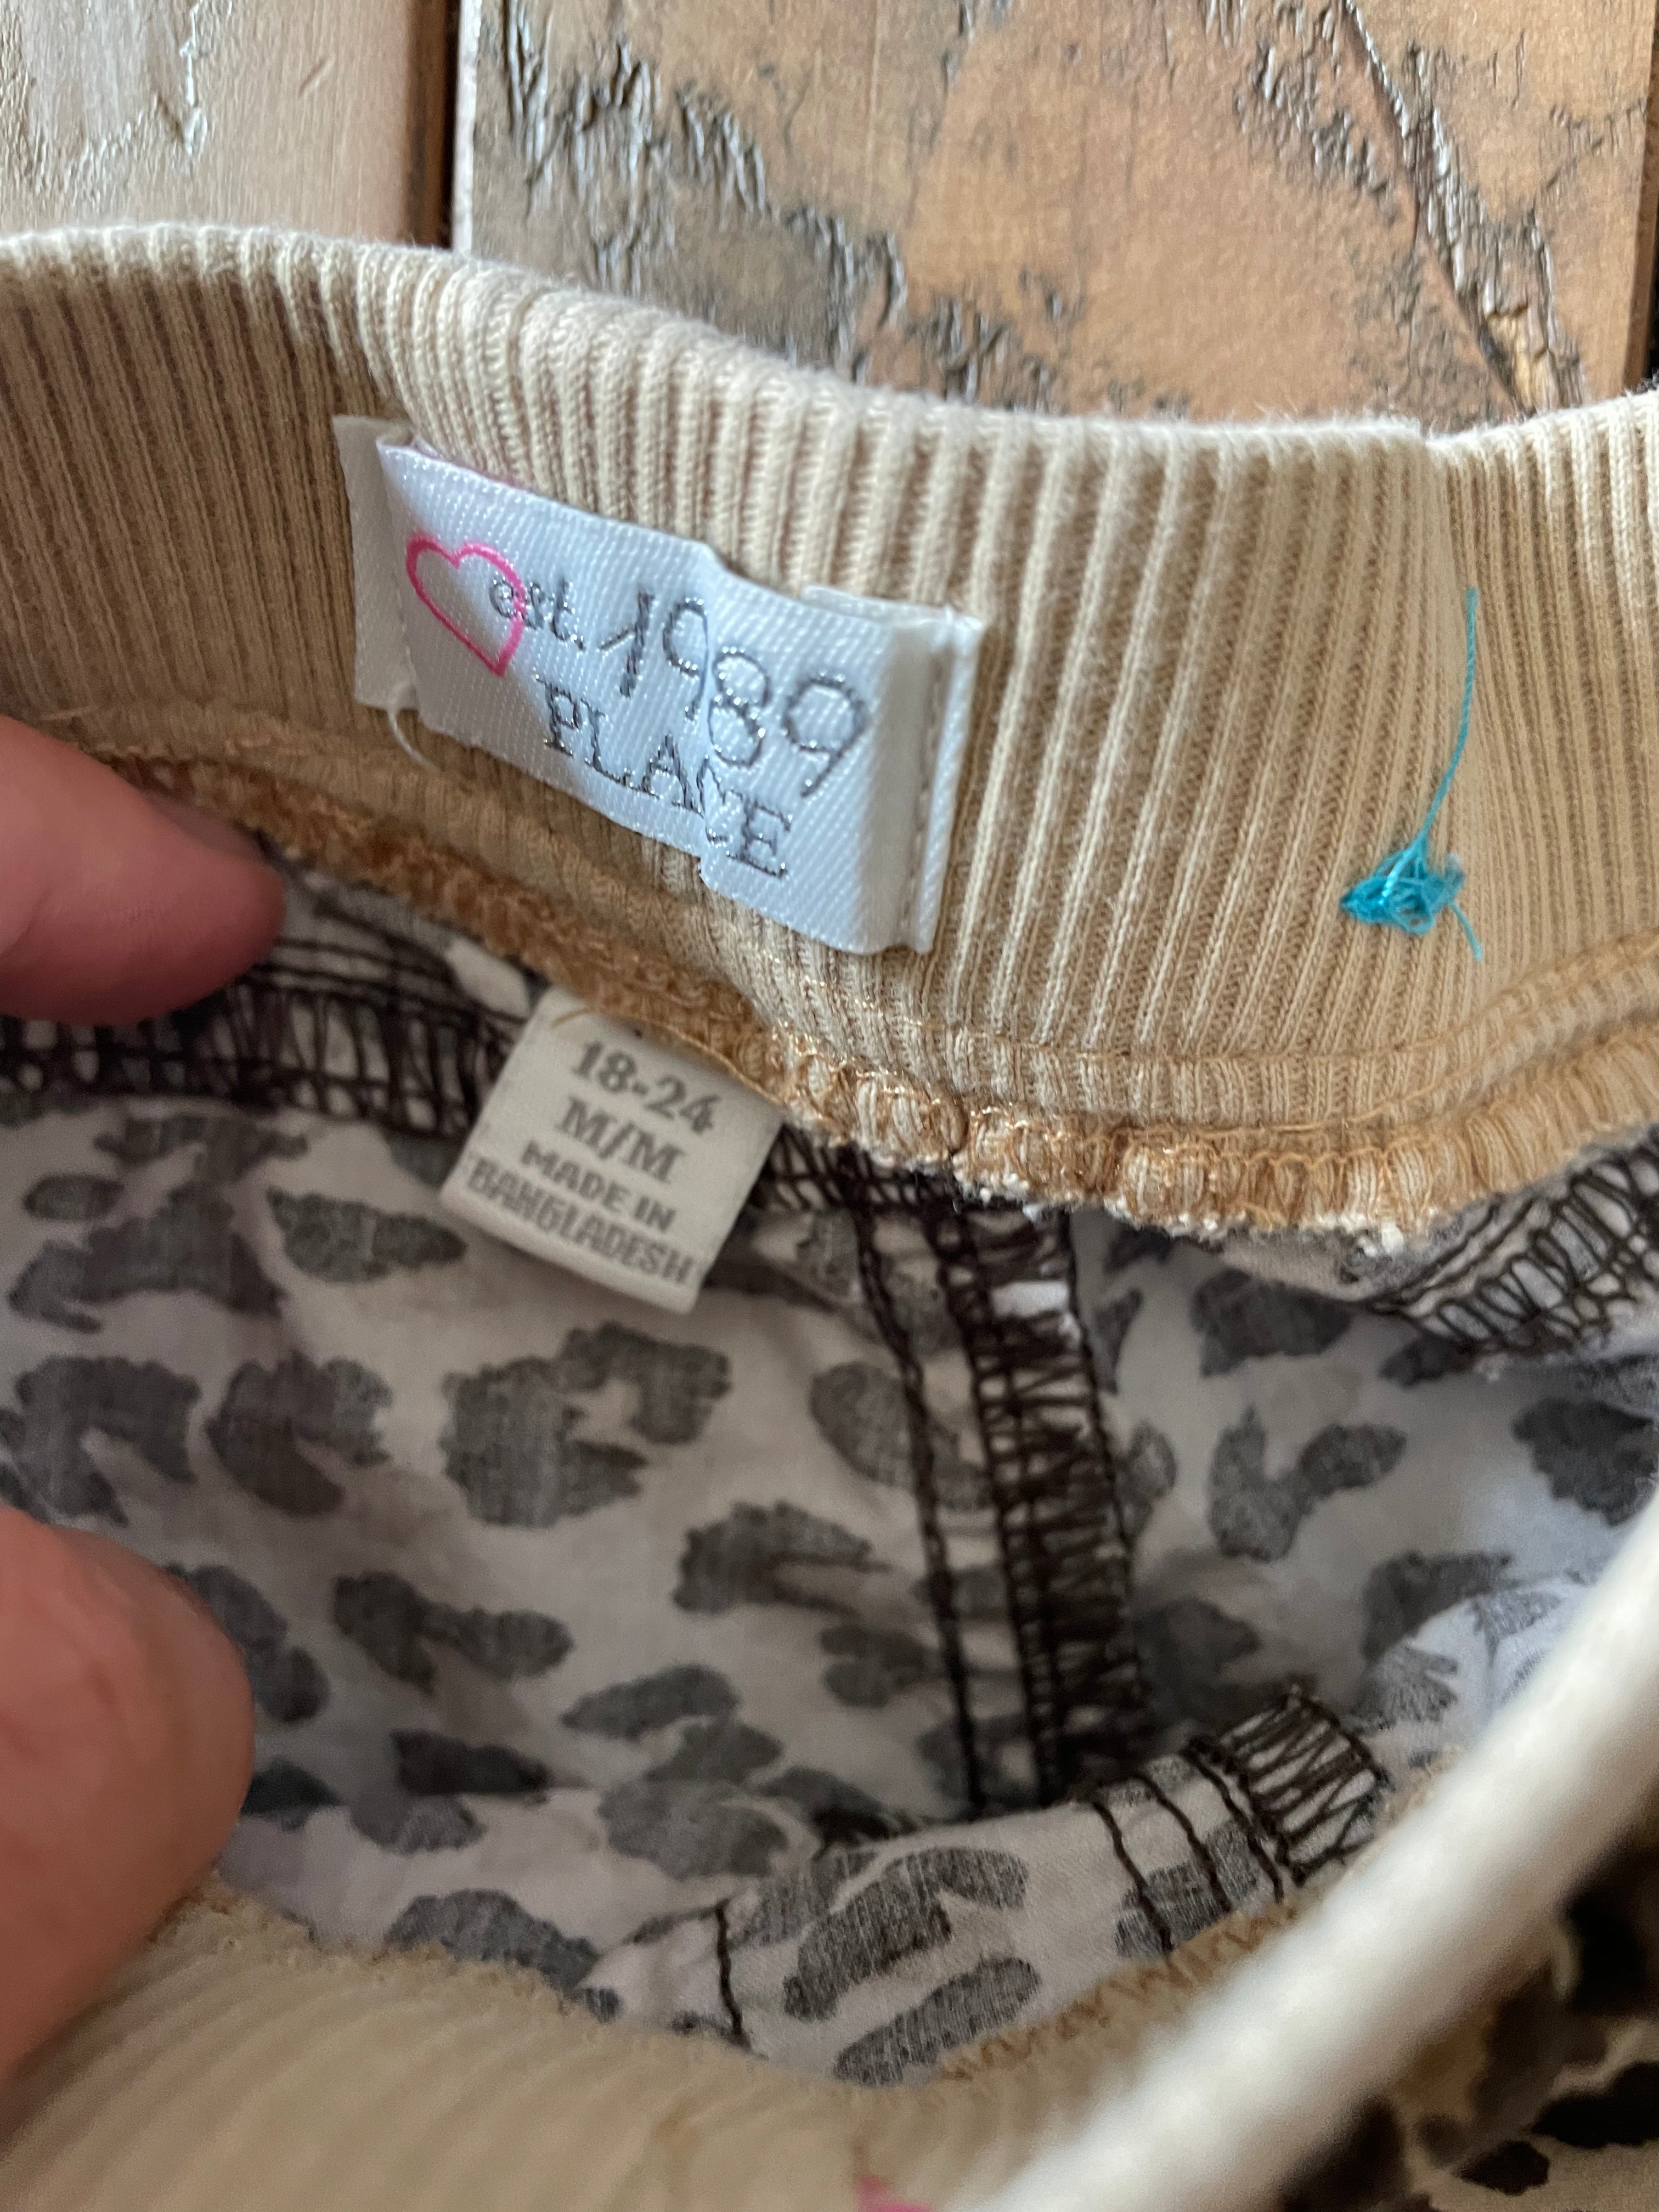 est. 1989
PLACE
18-24
M/M
MADE IN
BANGLADESH